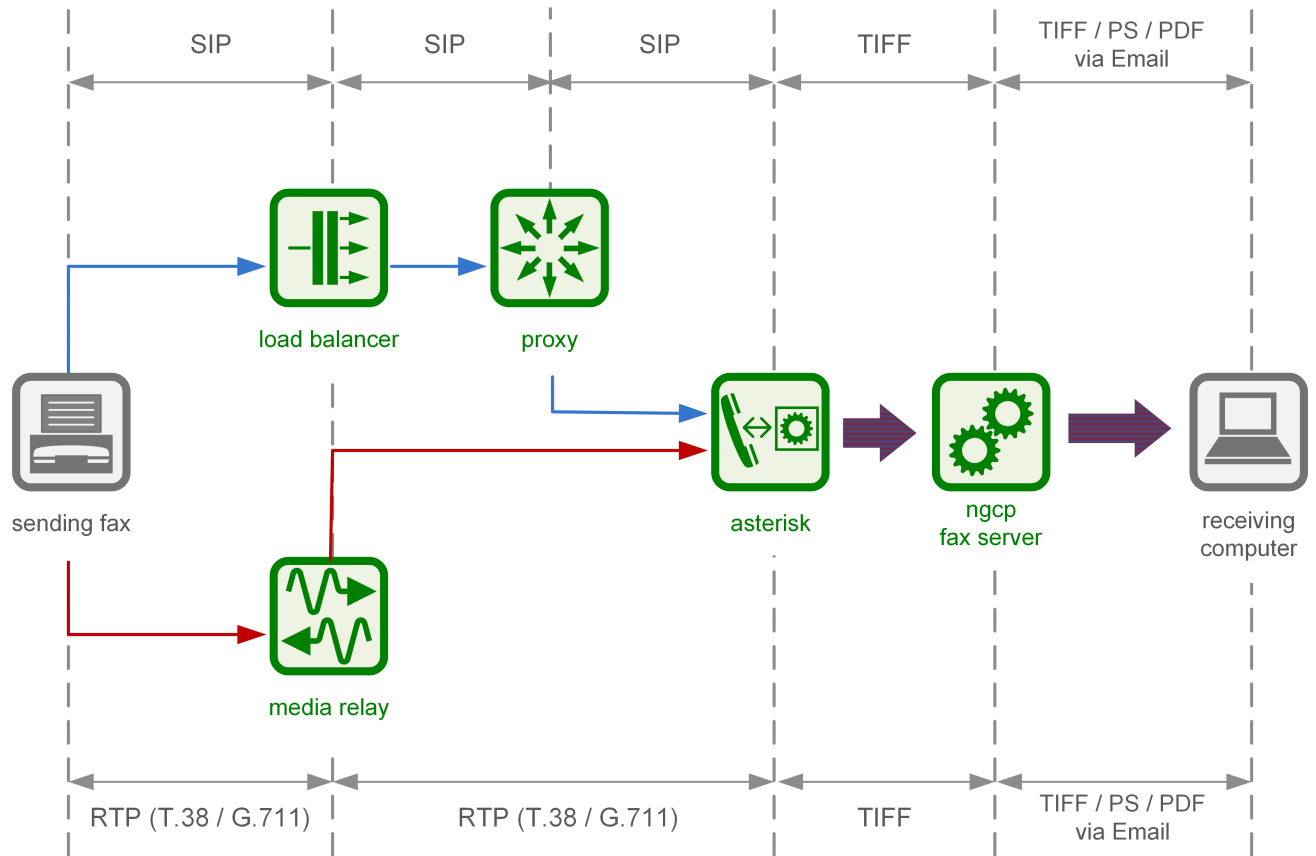 SIP
SIP
SIP
TIFF
TIFF / PS / PDF
via Email
load balancer
proxy
sending fax
asterisk
ngcp
fax server
receiving
computer
media relay
RTP (T.38 / G.711)
RTP (T.38 / G.711)
TIFF
TIFF / PS / PDF
via Email